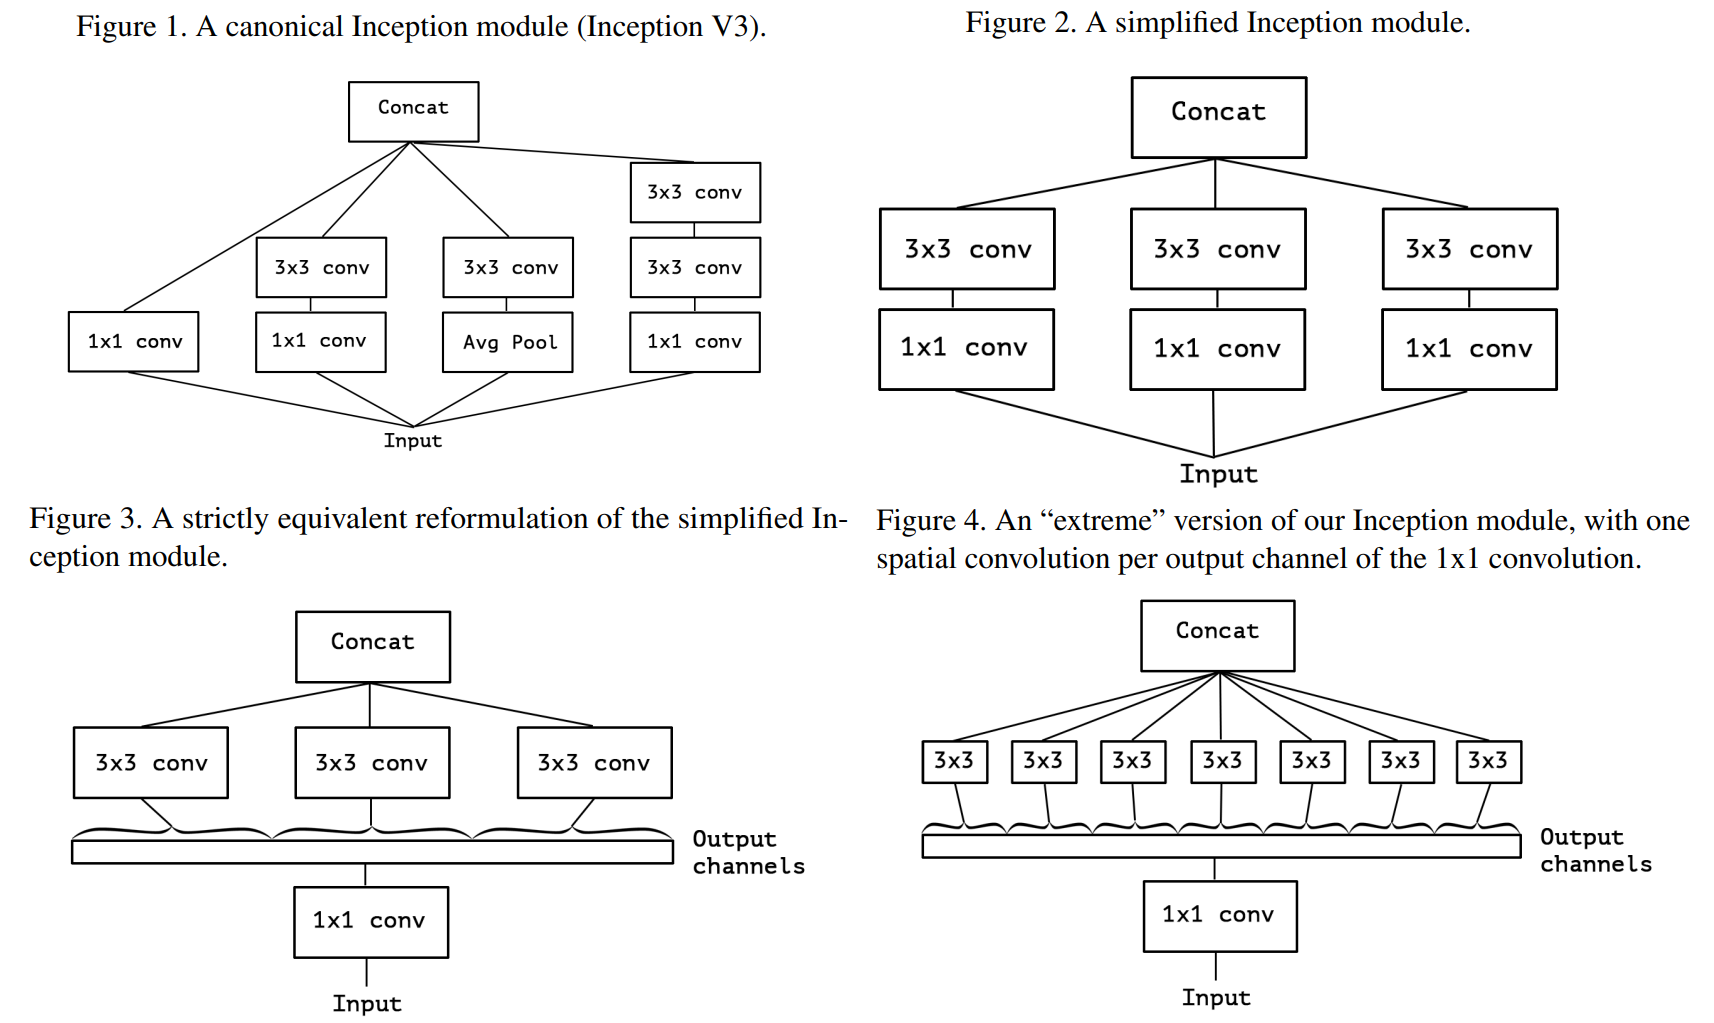 Figure 1. A canonical Inception module (Inception V3).
Concat
3x3 conv
3x3 conv
3x3 conv
3x3 conv
1x1 conv
1x1 conv
Avg Pool
1x1 conv
Input
Figure 2. A simplified Inception module.
Concat
3x3 conv
3x3 conv
3x3 conv
1x1 conv
1x1 conv
1x1 conv
Input
Figure 3. A strictly equivalent reformulation of the simplified In-
ception module.
Concat
3x3 conv
3x3 conv
3x3 conv
Output
channels
1x1 conv
Input
Figure 4. An “extreme” version of our Inception module, with one
spatial convolution per output channel of the 1x1 convolution.
Concat
3x3
3x3
3x3
3x3
3x3
3x3
3x3
Output
channels
1x1 conv
Input